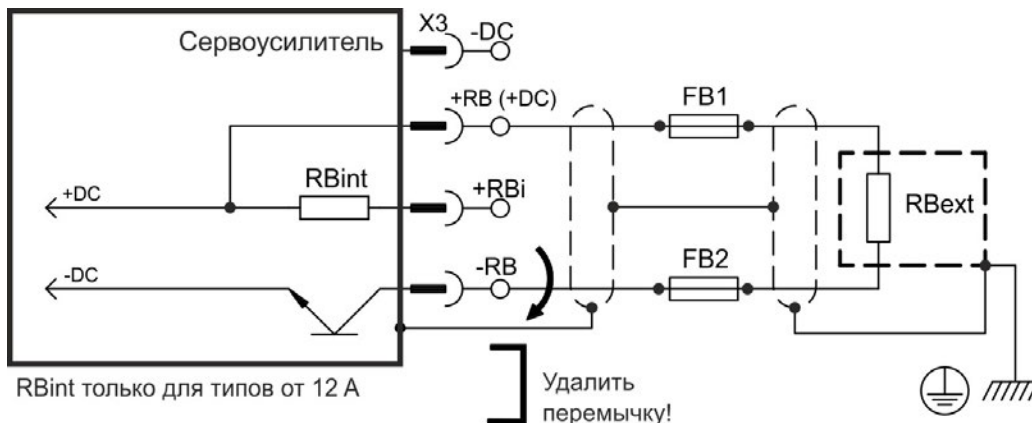 X3
-DC
Сервоусилитель
+RB (+DC)
FB1
RBint
+DC
+RBi
RBext
-DC
-RB
FB2
RBint только для типов от 12 А
Удалить
перемычку!